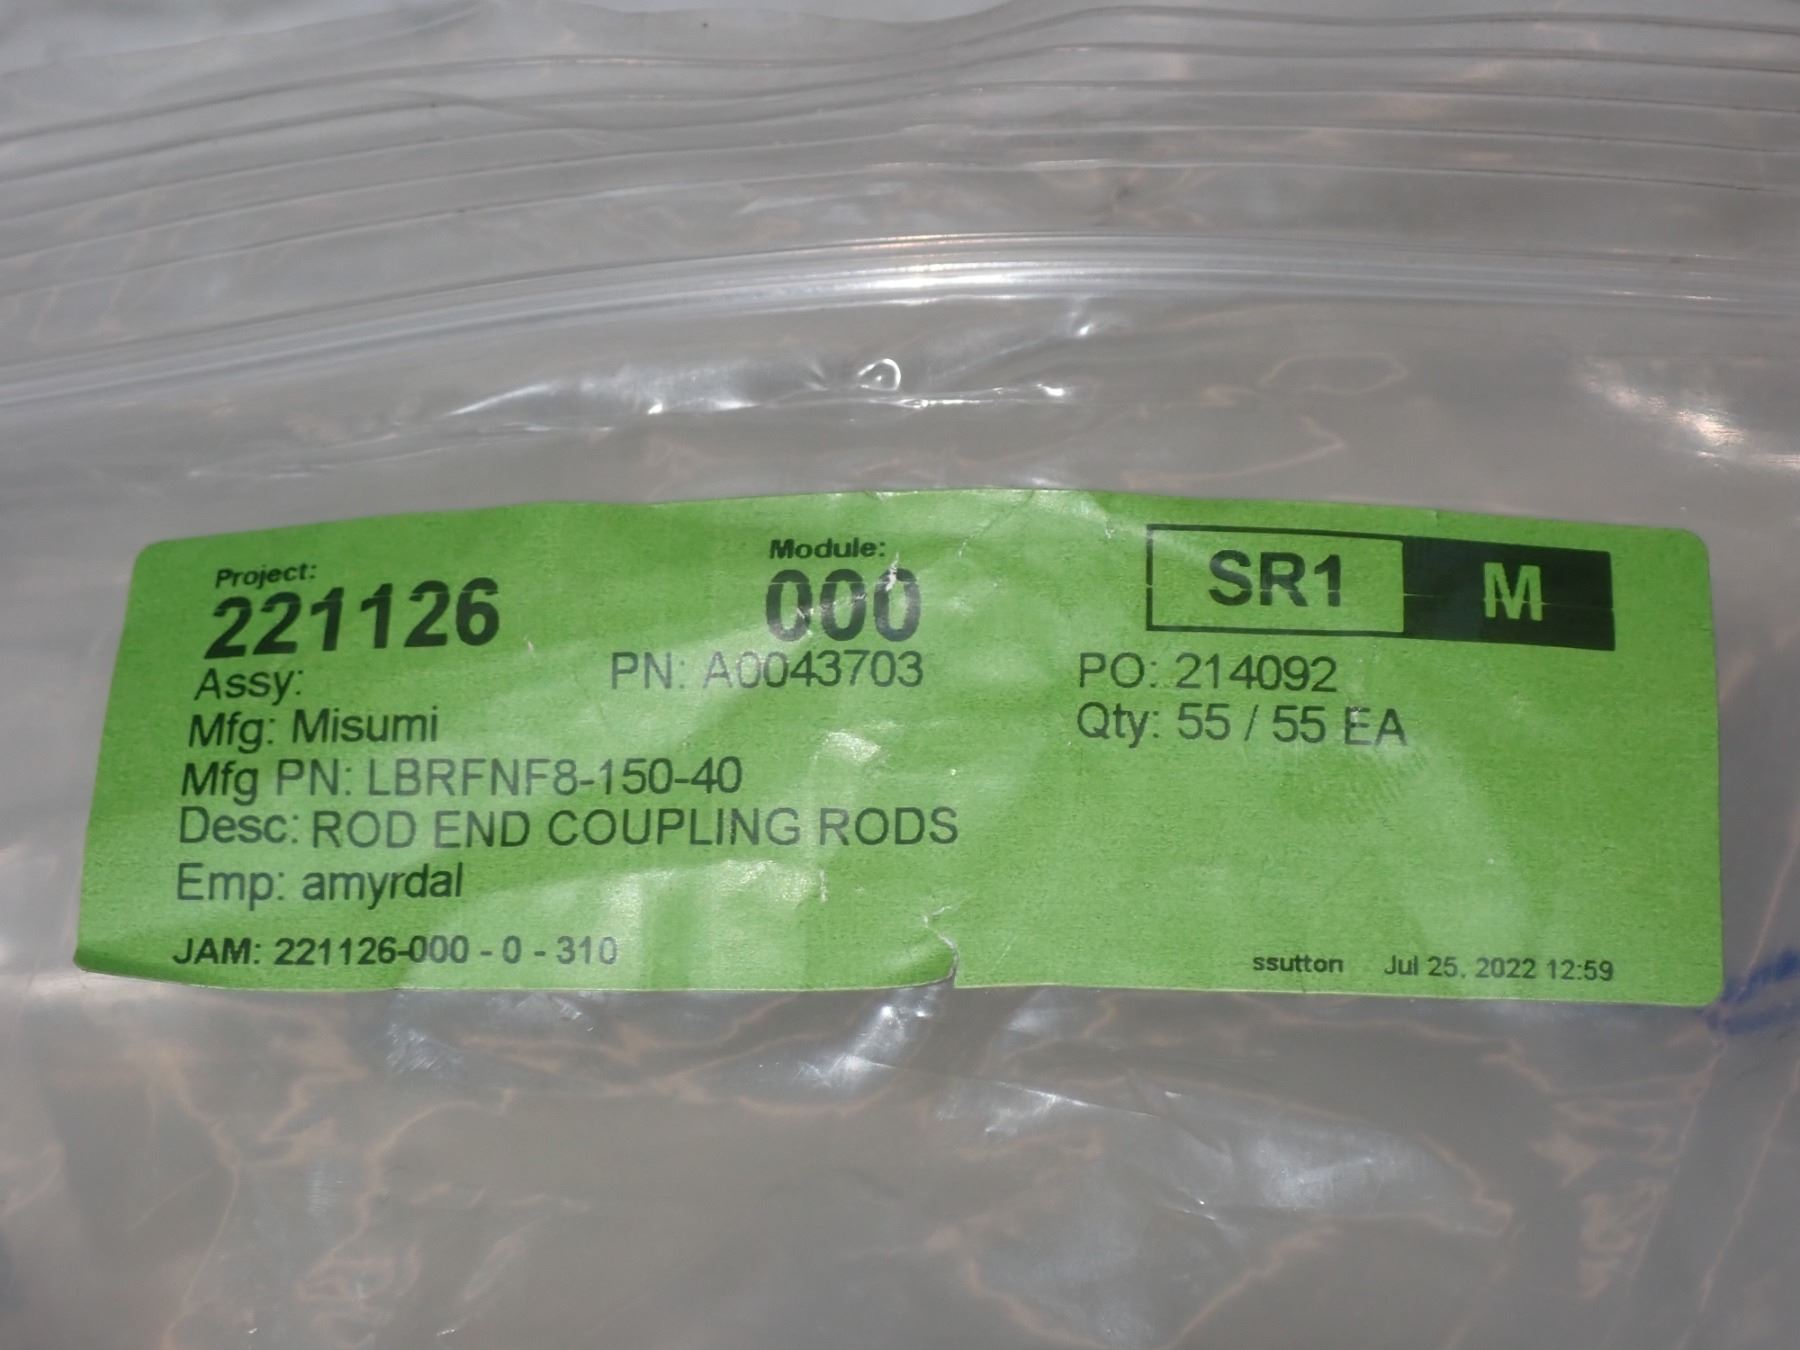 Project: Module: SR1 M
221126 000
Assy: PN: A0043703 PO: 214092
Mfg: Misumi Qty: 55 / 55 EA
Mfg PN: LBRFNF8-150-40
Desc: ROD END COUPLING RODS
Emp: amyrdal
JAM: 221126-000 - 0 - 310 ssutton Jul 25, 2022 12:59